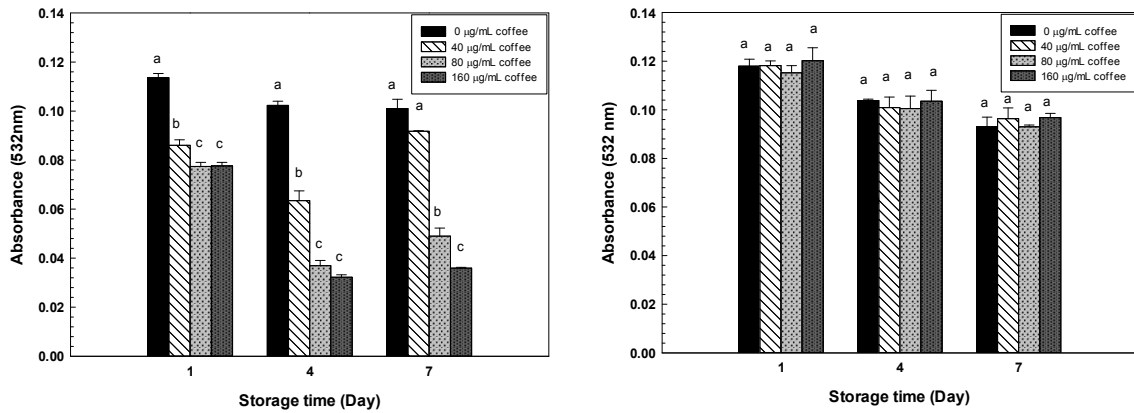 0.14
0.12
0.10
0.08
0.06
0.04
0.02
0.00
Absorbance (532nm)
0 μg/mL coffee
40 μg/mL coffee
80 μg/mL coffee
160 μg/mL coffee
a
b
c
c
a
b
c
c
a
a
b
c
1 4 7
Storage time (Day)
0.14
0.12
0.10
0.08
0.06
0.04
0.02
0.00
Absorbance (532 nm)
0 μg/mL coffee
40 μg/mL coffee
80 μg/mL coffee
160 μg/mL coffee
a a a a
a a a a
a a a a
1 4 7
Storage time (Day)